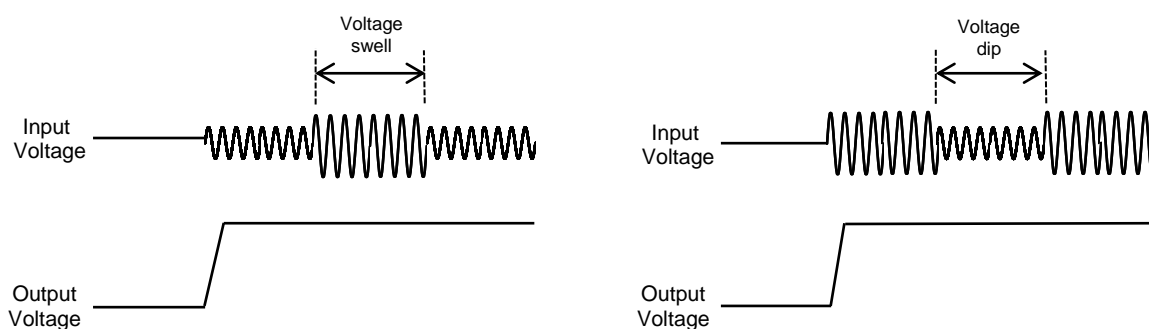 Voltage
swell
Input
Voltage
Output
Voltage
Voltage
dip
Input
Voltage
Output
Voltage